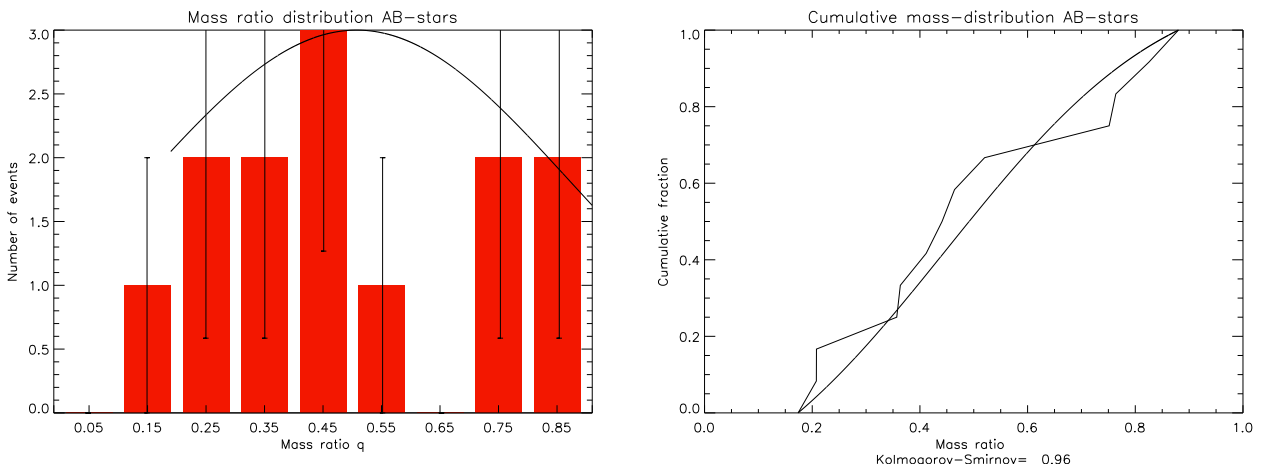 Mass ratio distribution AB-stars
3.0
2.5
2.0
1.5
1.0
0.5
0.0
Number of events
0.05 0.15 0.25 0.35 0.45 0.55 0.65 0.75 0.85
Mass ratio q
Cumulative mass-distribution AB-stars
1.0
0.8
0.6
0.4
0.2
0.0
Cumulative fraction
0.0 0.2 0.4 0.6 0.8 1.0
Mass ratio
Kolmogorov-Smirnov= 0.96